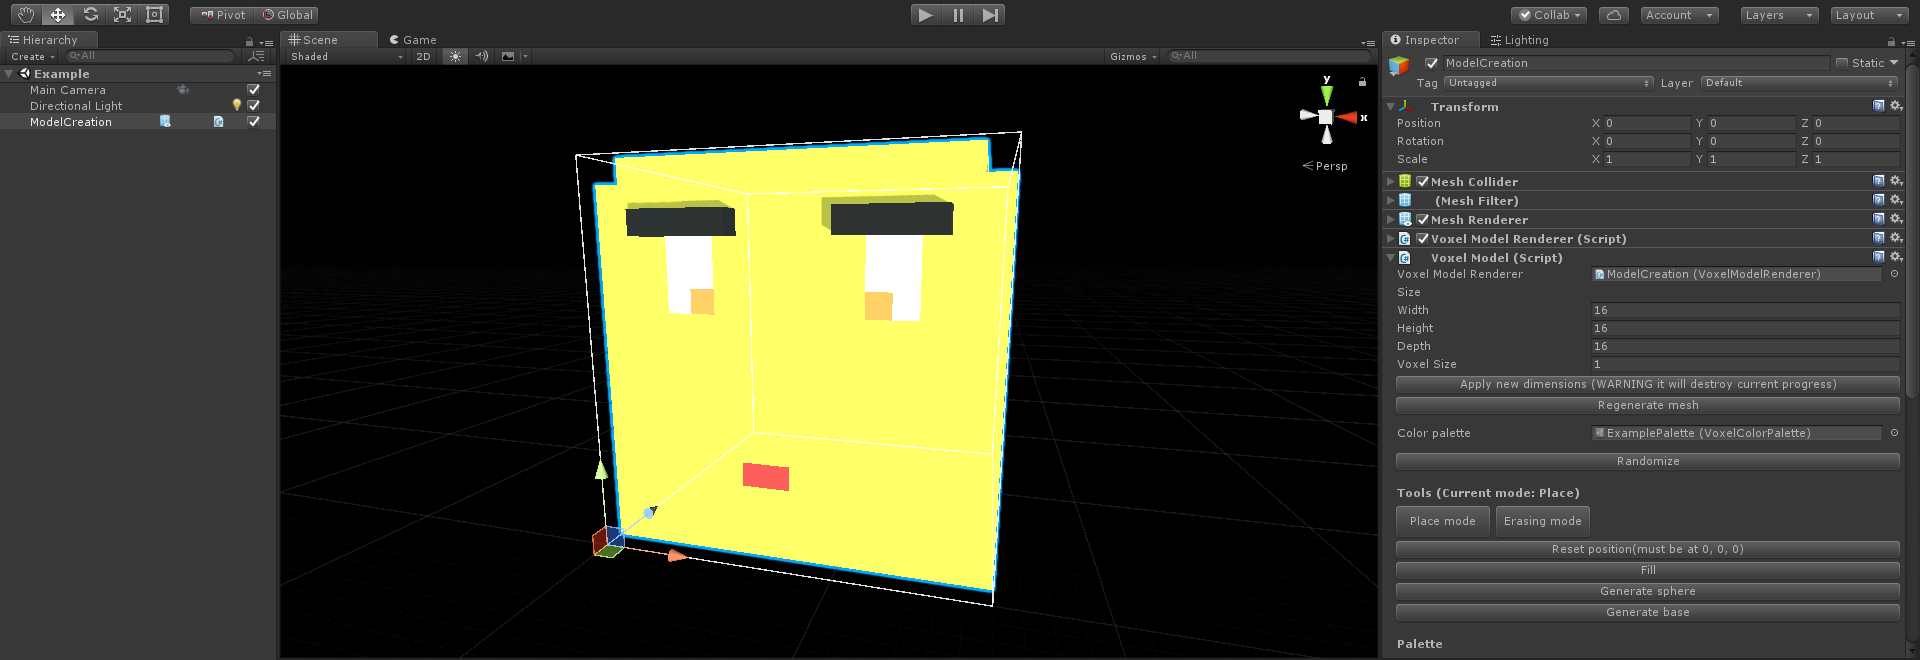 Pivot Global Collab Account Layers Layout
Hierarchy
Create All
Example
Main Camera
Directional Light
ModelCreation
Scene Game
Shaded 2D Gizmos All
y
x
Persp
Inspector Lighting
ModelCreation Static
Tag Untagged Layer Default
Transform
Position X 0 Y 0 Z 0
Rotation X 0 Y 0 Z 0
Scale X 1 Y 1 Z 1
Mesh Collider
(Mesh Filter)
Mesh Renderer
Voxel Model Renderer (Script)
Voxel Model (Script)
Voxel Model Renderer ModelCreation (VoxelModelRenderer)
Size
Width 16
Height 16
Depth 16
Voxel Size 1
Apply new dimensions (WARNING it will destroy current progress)
Regenerate mesh
Color palette ExamplePalette (VoxelColorPalette)
Randomize
Tools (Current mode: Place)
Place mode Erasing mode
Reset position(must be at 0, 0, 0)
Fill
Generate sphere
Generate base
Palette